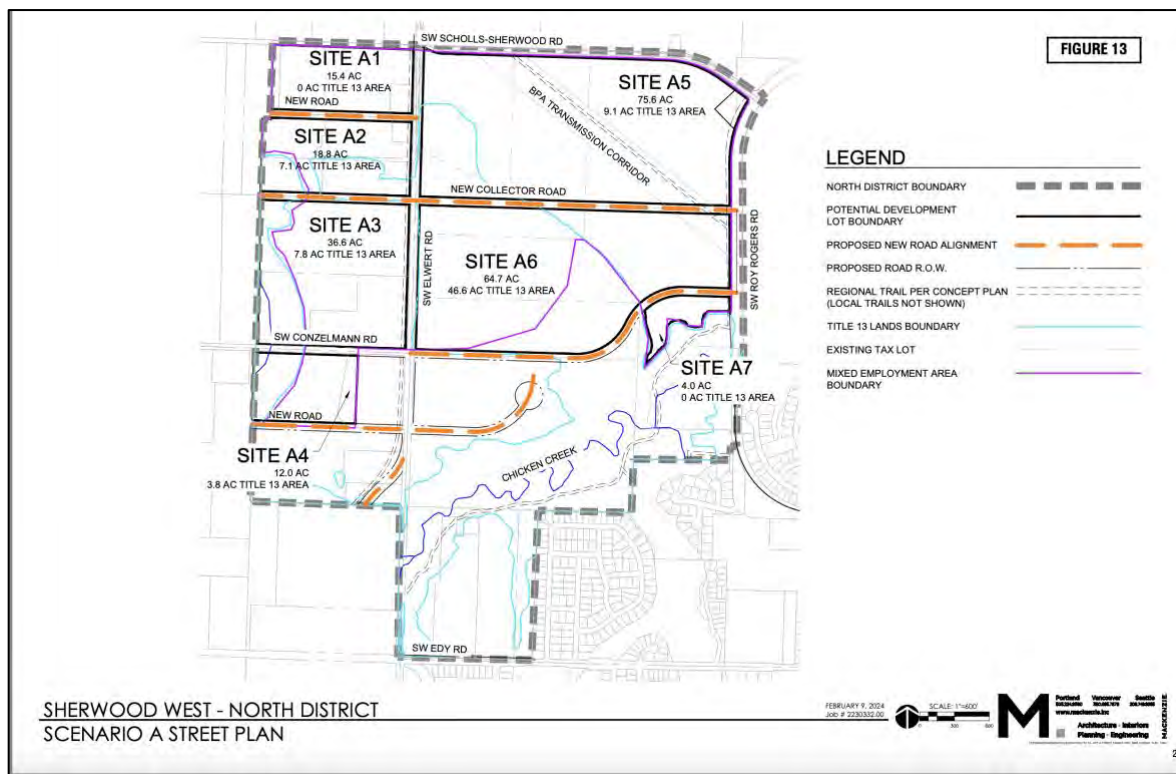 FIGURE 13
SW SCHOLLS-SHERWOOD RD
SITE A1
15.4 AC
0 AC TITLE 13 AREA
NEW ROAD
SITE A5
75.6 AC
9.1 AC TITLE 13 AREA
BPA TRANSMISSION CORRIDOR
SITE A2
18.8 AC
7.1 AC TITLE 13 AREA
NEW COLLECTOR ROAD
SITE A3
36.6 AC
7.8 AC TITLE 13 AREA
SW ELWERT RD
SITE A6
64.7 AC
46.6 AC TITLE 13 AREA
SW ROY ROGERS RD
SW CONZELMANN RD
SITE A7
4.0 AC
0 AC TITLE 13 AREA
NEW ROAD
SITE A4
12.0 AC
3.8 AC TITLE 13 AREA
CHICKEN CREEK
SW EDY RD
LEGEND
NORTH DISTRICT BOUNDARY
POTENTIAL DEVELOPMENT
LOT BOUNDARY
PROPOSED NEW ROAD ALIGNMENT
PROPOSED ROAD R.O.W.
REGIONAL TRAIL PER CONCEPT PLAN
(LOCAL TRAILS NOT SHOWN)
TITLE 13 LANDS BOUNDARY
EXISTING TAX LOT
MIXED EMPLOYMENT AREA
BOUNDARY
SHERWOOD WEST - NORTH DISTRICT
SCENARIO A STREET PLAN
FEBRUARY 9, 2024
Job # 2230332.00
SCALE: 1"=600'
0 300 600
M
Portland Vancouver Seattle
www.mackenzie.inc
Architecture - Interiors
Planning - Engineering
MACKENZIE
2